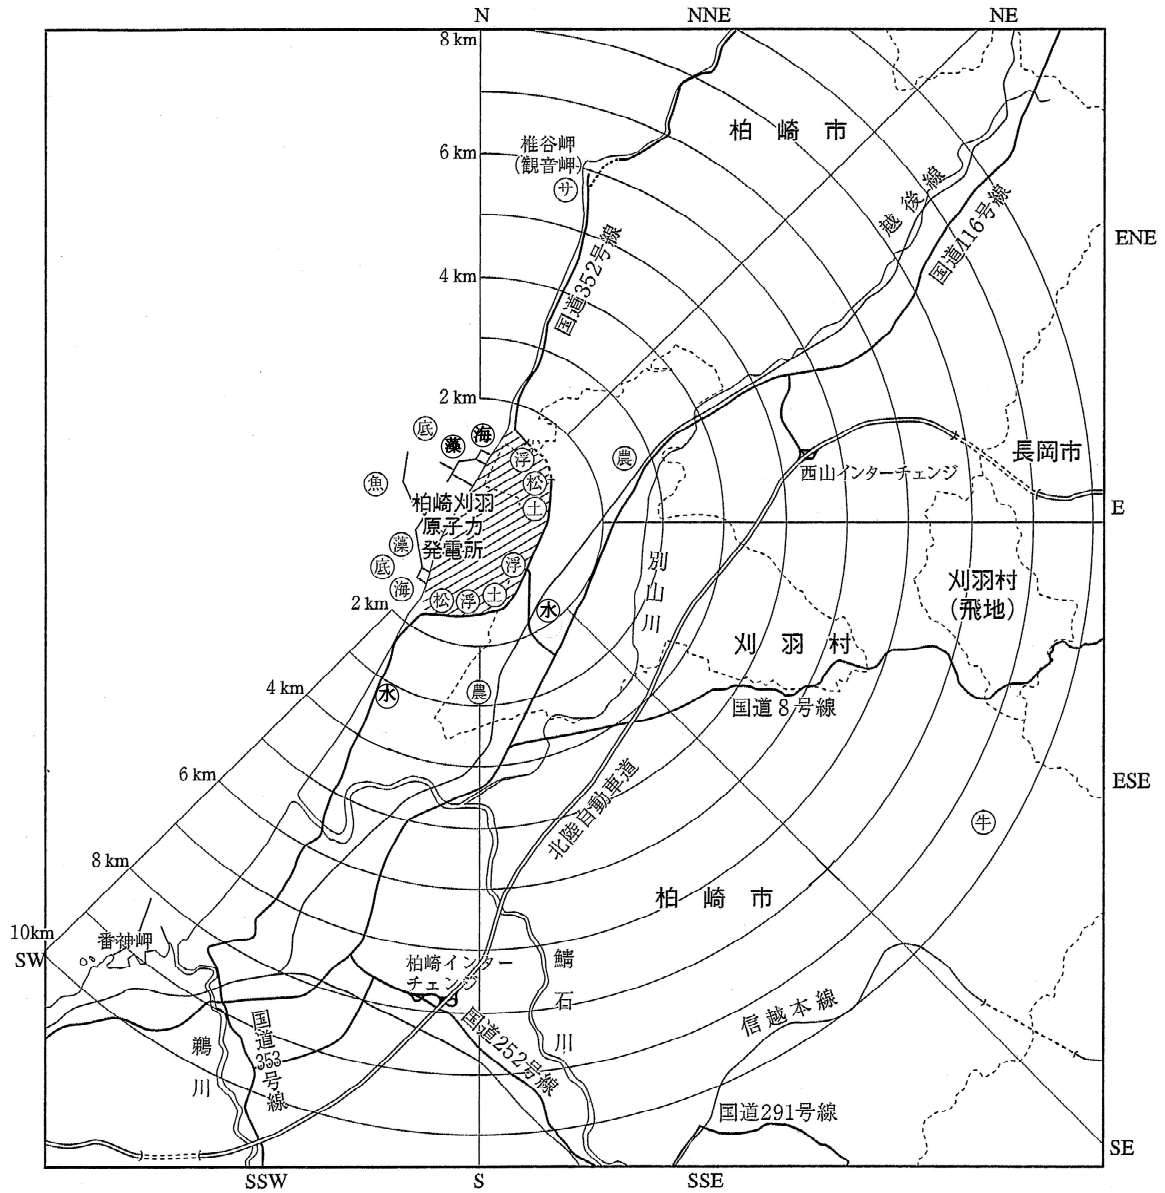 N
NNE
NE
8 km
柏崎市
椎谷岬
(観音岬)
6 km
サ
越後線
国道116号線
ENE
国道352号線
4 km
2 km
底
藻
海
浮
農
長岡市
西山インターチェンジ
魚
松
柏崎刈羽
原子力
発電所
土
E
藻
底
海
浮
別山川
刈羽村
(飛地)
2 km
松
浮
土
水
刈羽村
4 km
水
農
国道8号線
6 km
ESE
北陸自動車道
牛
8 km
柏崎市
10km
SW
番神岬
柏崎インター
チェンジ
鯖石川
国道252号線
信越本線
鵜川
国道353号線
国道291号線
SE
SSW
S
SSE